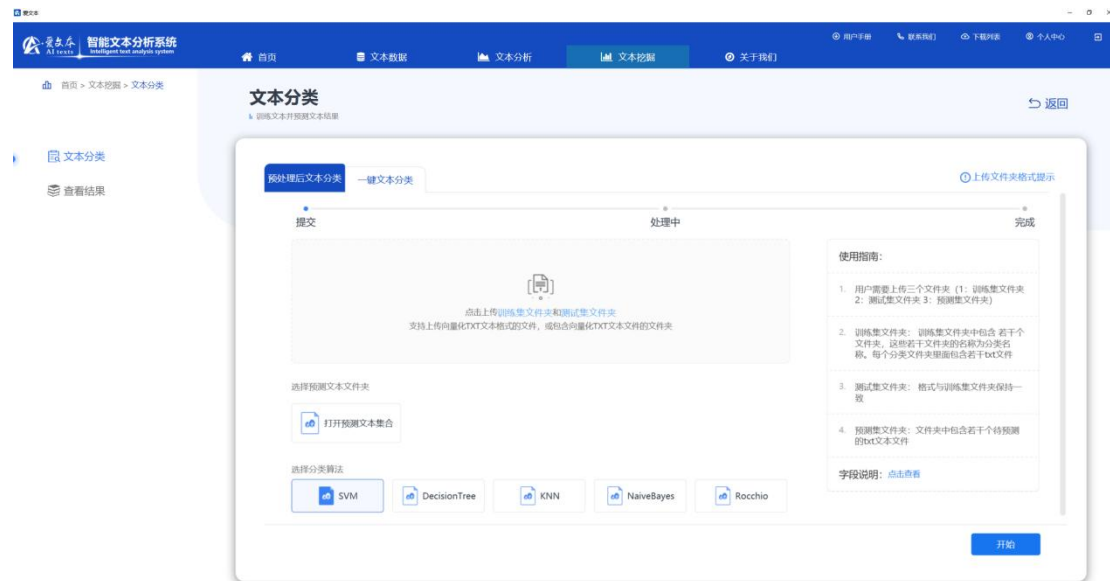 爱文本
爱文本 智能文本分析系统
AI texts Intelligent text analysis system
首页 文本数据 文本分析 文本挖掘 关于我们
用户手册 联系我们 下载列表 个人中心
首页 > 文本挖掘 > 文本分类
文本分类
查看结果
文本分类
训练文本并预测文本结果
返回
预处理后文本分类 一键文本分类
上传文件夹格式提示
提交 处理中 完成
点击上传训练集文件夹和测试集文件夹
支持上传向量化TXT文本格式的文件，或包含向量化TXT文本文件的文件夹
选择预测文本文件夹
打开预测文本集合
选择分类算法
SVM DecisionTree KNN NaiveBayes Rocchio
使用指南：
1. 用户需要上传三个文件夹（1：训练集文件夹
2：测试集文件夹 3：预测集文件夹）
2. 训练集文件夹： 训练集文件夹中包含 若干个
文件夹，这些若干文件夹的名称为分类名
称。每个分类文件夹里面包含若干txt文件
3. 测试集文件夹： 格式与训练集文件夹保持一
致
4. 预测集文件夹：文件夹中包含若干个待预测
的txt文本文件
字段说明：点击查看
开始